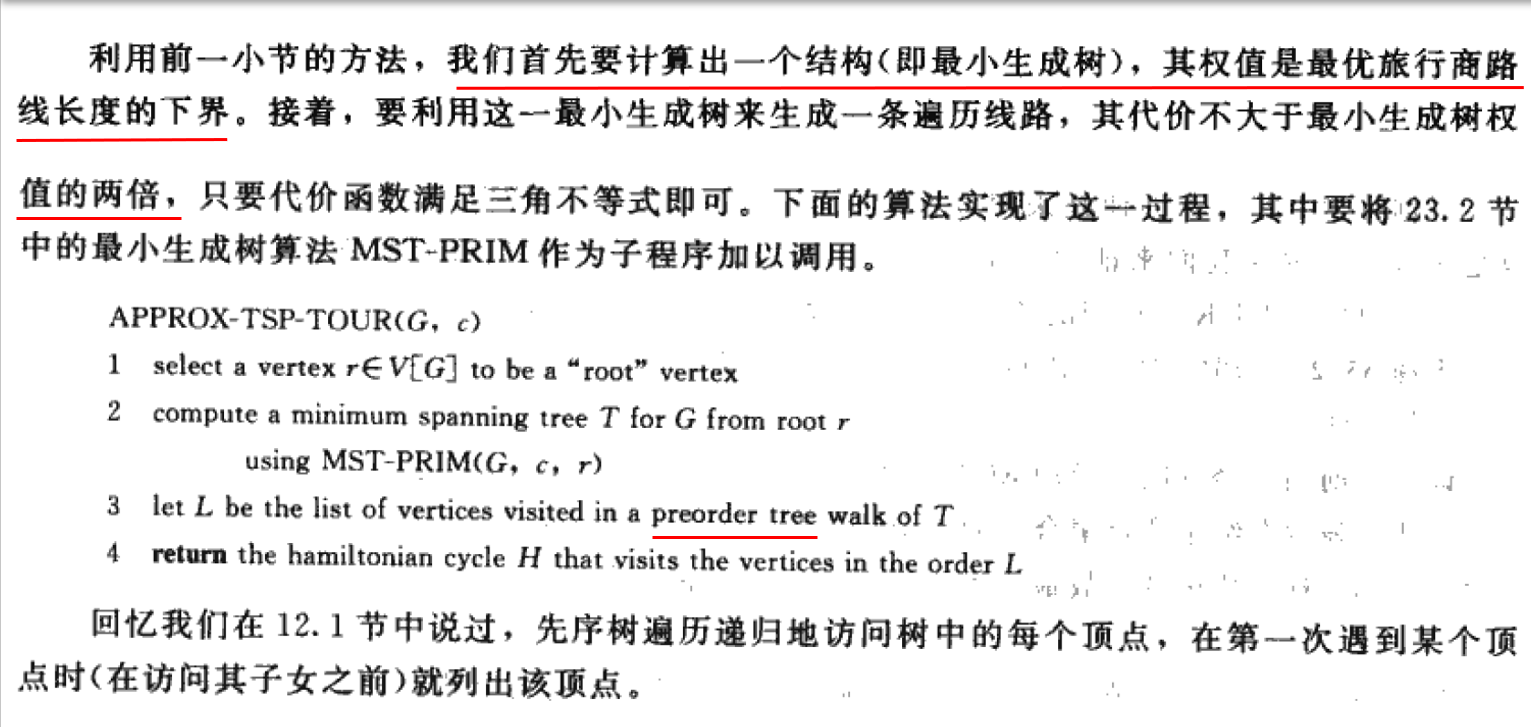 利用前一小节的方法，我们首先要计算出一个结构(即最小生成树)，其权值是最优旅行商路
线长度的下界。接着，要利用这一最小生成树来生成一条遍历线路，其代价不大于最小生成树权
值的两倍，只要代价函数满足三角不等式即可。下面的算法实现了这一过程，其中要将 23.2 节
中的最小生成树算法 MST-PRIM 作为子程序加以调用。
APPROX-TSP-TOUR(G, c)
1 select a vertex r∈V[G] to be a “root” vertex
2 compute a minimum spanning tree T for G from root r
using MST-PRIM(G, c, r)
3 let L be the list of vertices visited in a preorder tree walk of T
4 return the hamiltonian cycle H that visits the vertices in the order L
回忆我们在 12.1 节中说过，先序树遍历递归地访问树中的每个顶点，在第一次遇到某个顶
点时(在访问其子女之前)就列出该顶点。